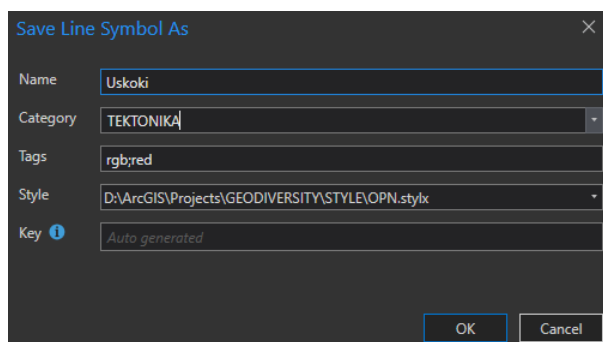 Save Line Symbol As
Name Uskoki
Category TEKTONIKA
Tags rgb;red
Style D:\ArcGIS\Projects\GEODIVERSITY\STYLE\OPN.stylx
Key Auto generated
OK Cancel